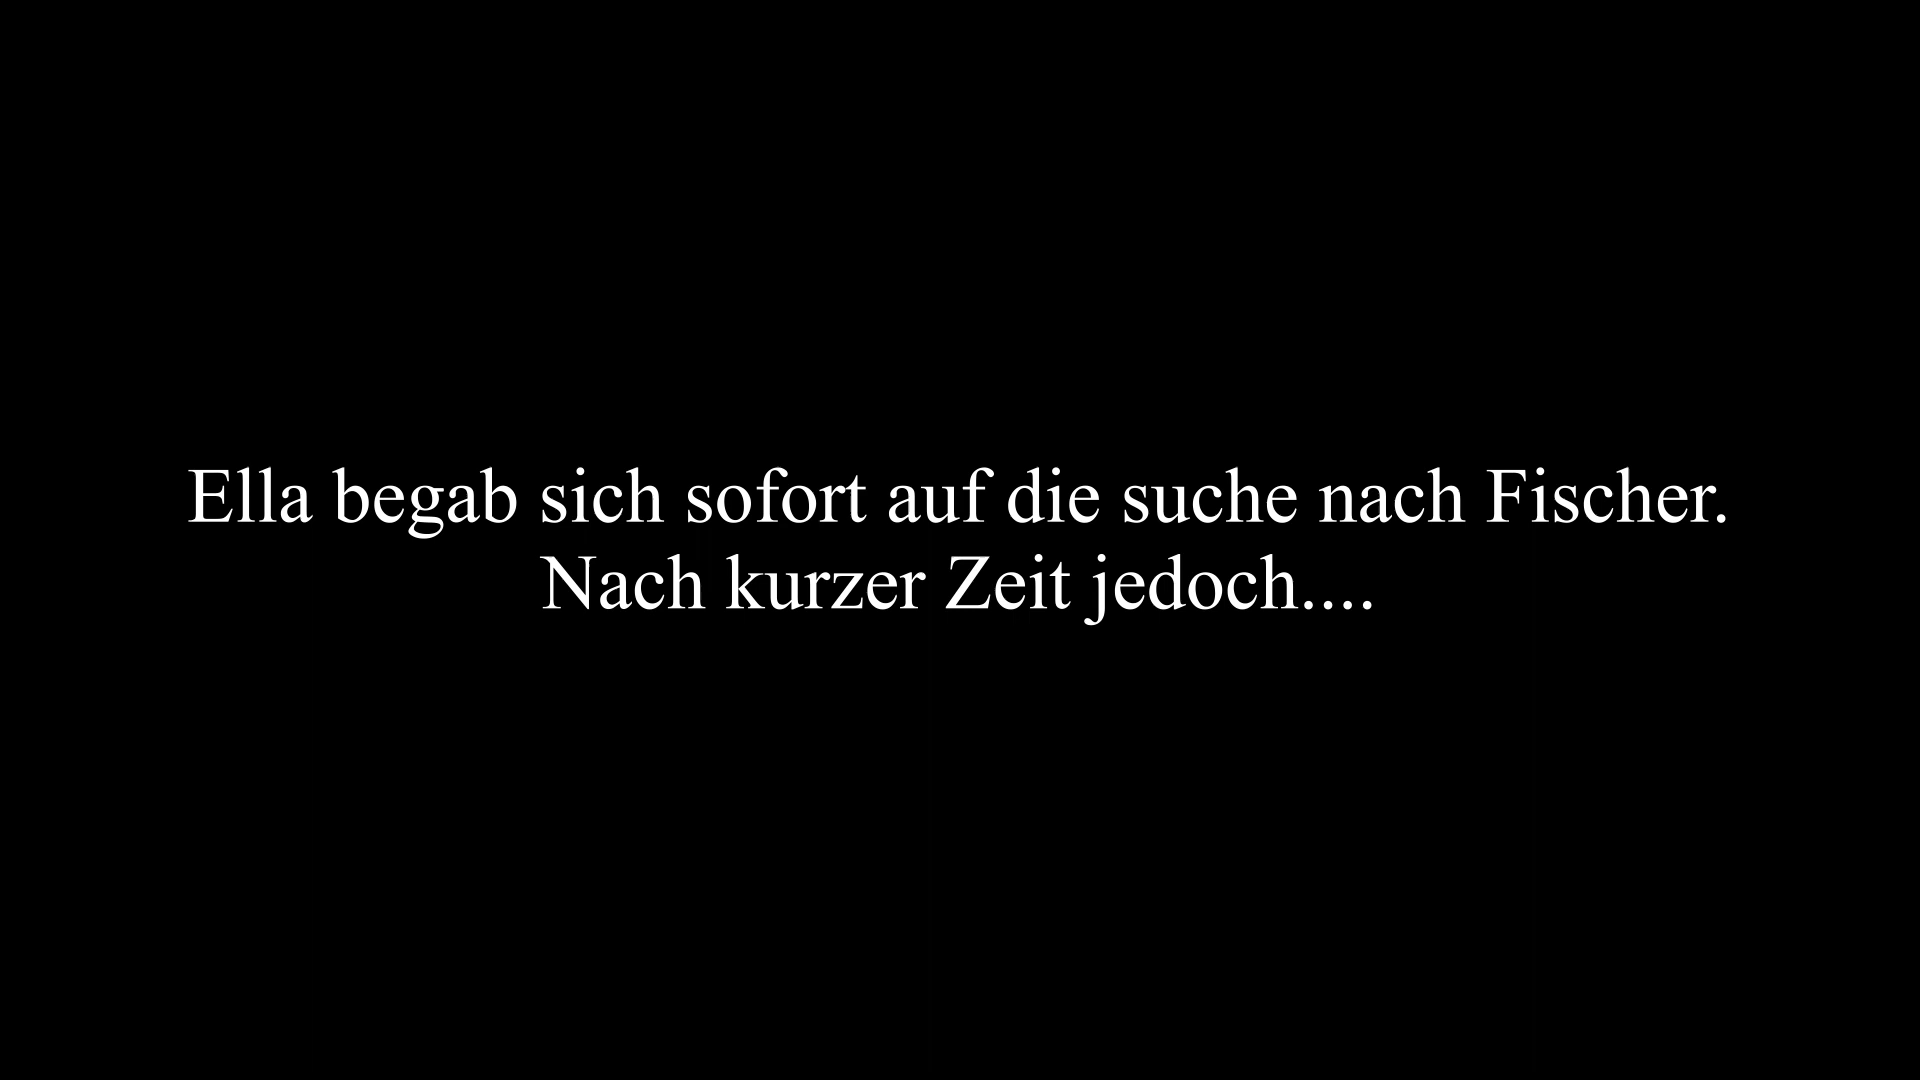 Ella begab sich sofort auf die suche nach Fischer.
Nach kurzer Zeit jedoch....